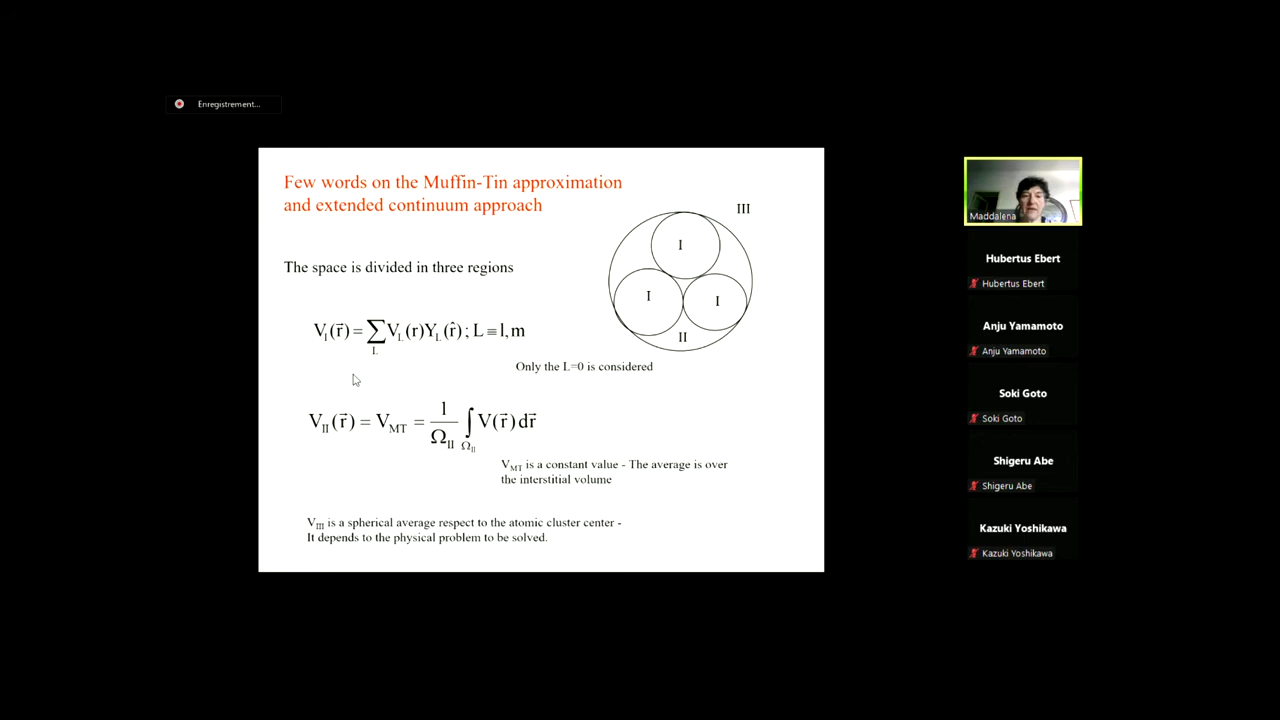 Enregistrement...
Few words on the Muffin-Tin approximation
and extended continuum approach
III
I
The space is divided in three regions
I
I
II
V_I(r⃗) = ∑_L V_L(r) Y_L(r̂) ; L ≡ l, m
Only the L=0 is considered
V_II(r⃗) = V_MT = 1/Ω_II ∫_Ω_II V(r⃗) dr⃗
V_MT is a constant value - The average is over
the interstitial volume
V_III is a spherical average respect to the atomic cluster center -
It depends to the physical problem to be solved.
Maddalena
Hubertus Ebert
Hubertus Ebert
Anju Yamamoto
Anju Yamamoto
Soki Goto
Soki Goto
Shigeru Abe
Shigeru Abe
Kazuki Yoshikawa
Kazuki Yoshikawa